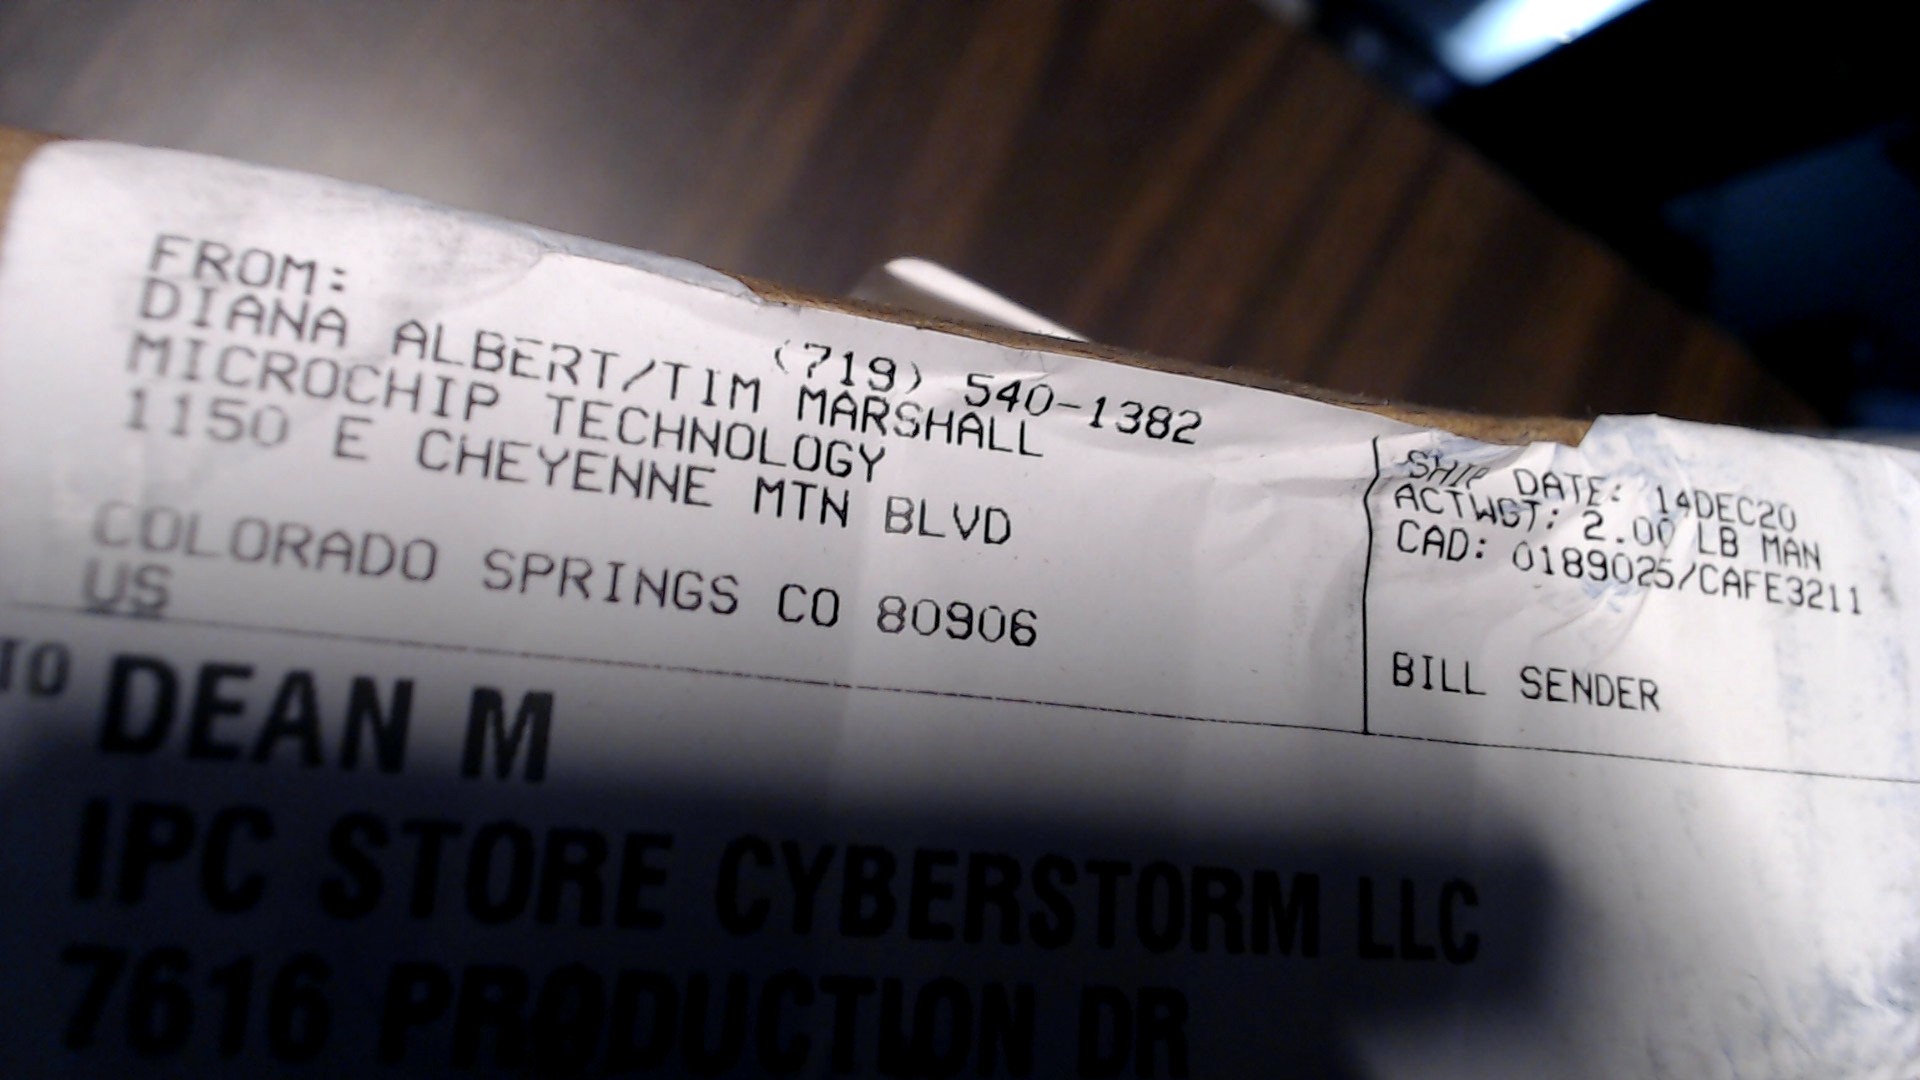 FROM:
(719) 540-1382
DIANA ALBERT/TIM MARSHALL
MICROCHIP TECHNOLOGY
1150 E CHEYENNE MTN BLVD
COLORADO SPRINGS CO 80906
US
SHIP DATE: 14DEC20
ACTWGT: 2.00 LB MAN
CAD: 0189025/CAFE3211
BILL SENDER
TO DEAN M
IPC STORE CYBERSTORM LLC
7616 PRODUCTION DR